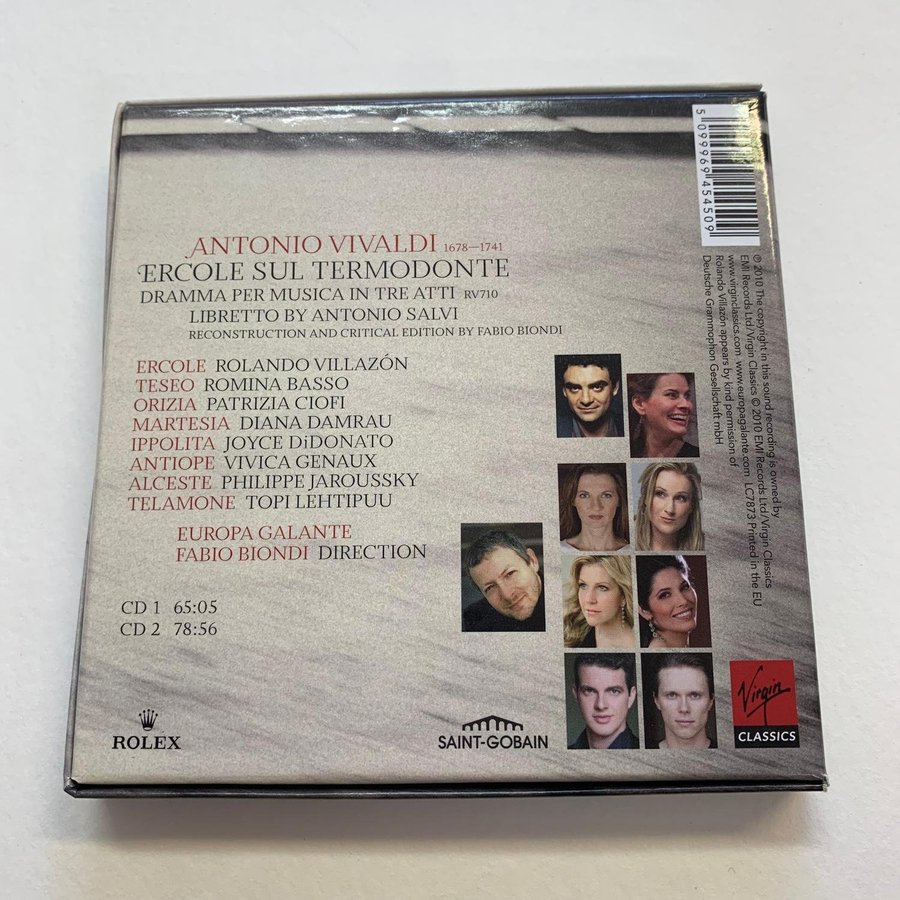 ANTONIO VIVALDI 1678—1741
ERCOLE SUL TERMODONTE
DRAMMA PER MUSICA IN TRE ATTI RV710
LIBRETTO BY ANTONIO SALVI
RECONSTRUCTION AND CRITICAL EDITION BY FABIO BIONDI
ERCOLE ROLANDO VILLAZÓN
TESEO ROMINA BASSO
ORIZIA PATRIZIA CIOFI
MARTESIA DIANA DAMRAU
IPPOLITA JOYCE DiDONATO
ANTIOPE VIVICA GENAUX
ALCESTE PHILIPPE JAROUSSKY
TELAMONE TOPI LEHTIPUU
EUROPA GALANTE
FABIO BIONDI DIRECTION
CD 1 65:05
CD 2 78:56
ROLEX
SAINT-GOBAIN
Virgin
CLASSICS
5 099969 454509
℗ 2010 The copyright in this sound recording is owned by
EMI Records Ltd/Virgin Classics © 2010 EMI Records Ltd/Virgin Classics
www.virginclassics.com www.europagalante.com LC7873 Printed in the EU
Rolando Villazón appears by kind permission of
Deutsche Grammophon Gesellschaft mbH